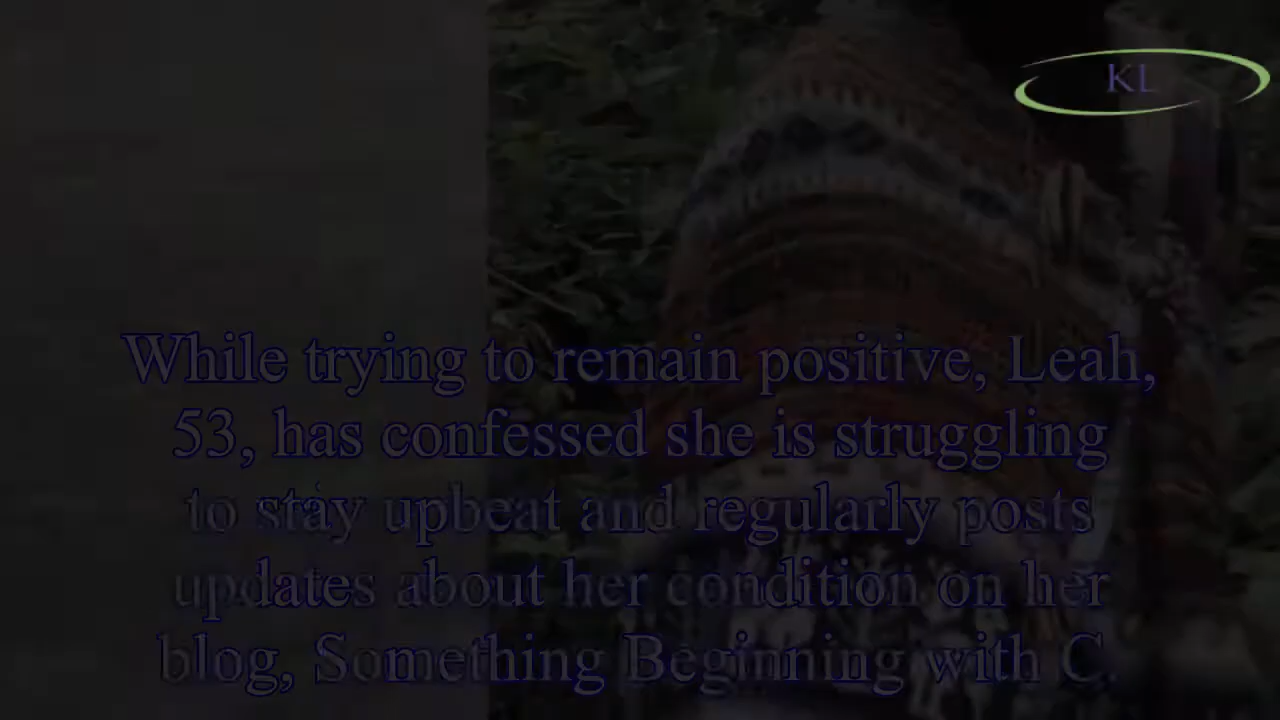 KL
While trying to remain positive, Leah,
53, has confessed she is struggling
to stay upbeat and regularly posts
updates about her condition on her
blog, Something Beginning with C.